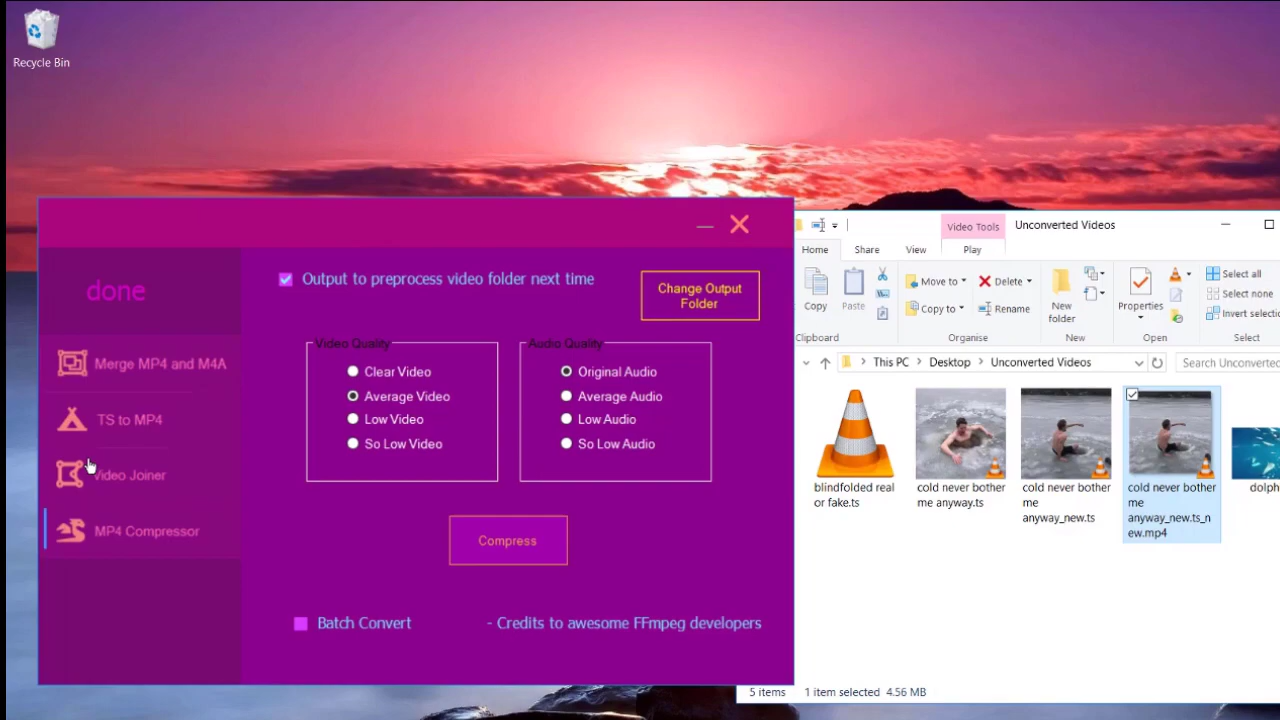 Recycle Bin
done
Merge MP4 and M4A
TS to MP4
Video Joiner
MP4 Compressor
Output to preprocess video folder next time
Change Output
Folder
Video Quality
Clear Video
Average Video
Low Video
So Low Video
Audio Quality
Original Audio
Average Audio
Low Audio
So Low Audio
Compress
Batch Convert
- Credits to awesome FFmpeg developers
Video Tools
Unconverted Videos
Home
Share
View
Play
Copy
Paste
Clipboard
Move to
Copy to
Delete
Rename
Organise
New
folder
New
Properties
Open
Select all
Select none
Invert selectio
Select
This PC > Desktop > Unconverted Videos
Search Unconverted
blindfolded real
or fake.ts
cold never bother
me
anyway.ts
cold never bother
me
anyway_new.ts
cold never bother
me
anyway_new.ts_n
ew.mp4
dolph
5 items
1 item selected 4.56 MB